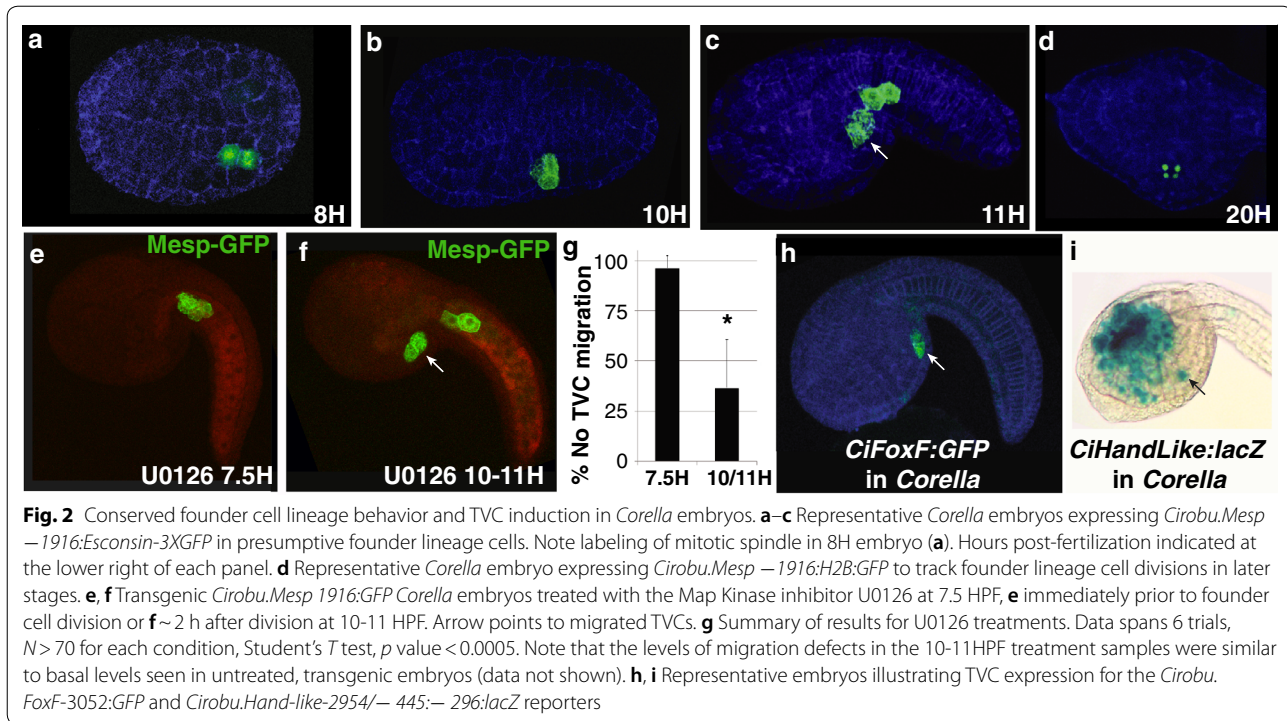 a
b
c
d
8H
10H
11H
20H
Mesp-GFP
Mesp-GFP
e
f
g
h
i
U0126 7.5H
U0126 10-11H
% No TVC migration
100
75
50
25
0
*
7.5H 10/11H
CiFoxF:GFP
in Corella
CiHandLike:lacZ
in Corella
Fig. 2 Conserved founder cell lineage behavior and TVC induction in Corella embryos. a–c Representative Corella embryos expressing Cirobu.Mesp
−1916:Esconsin-3XGFP in presumptive founder lineage cells. Note labeling of mitotic spindle in 8H embryo (a). Hours post-fertilization indicated at
the lower right of each panel. d Representative Corella embryo expressing Cirobu.Mesp −1916:H2B:GFP to track founder lineage cell divisions in later
stages. e, f Transgenic Cirobu.Mesp 1916:GFP Corella embryos treated with the Map Kinase inhibitor U0126 at 7.5 HPF, e immediately prior to founder
cell division or f ~ 2 h after division at 10-11 HPF. Arrow points to migrated TVCs. g Summary of results for U0126 treatments. Data spans 6 trials,
N > 70 for each condition, Student's T test, p value < 0.0005. Note that the levels of migration defects in the 10-11HPF treatment samples were similar
to basal levels seen in untreated, transgenic embryos (data not shown). h, i Representative embryos illustrating TVC expression for the Cirobu.
FoxF-3052:GFP and Cirobu.Hand-like-2954/− 445:− 296:lacZ reporters